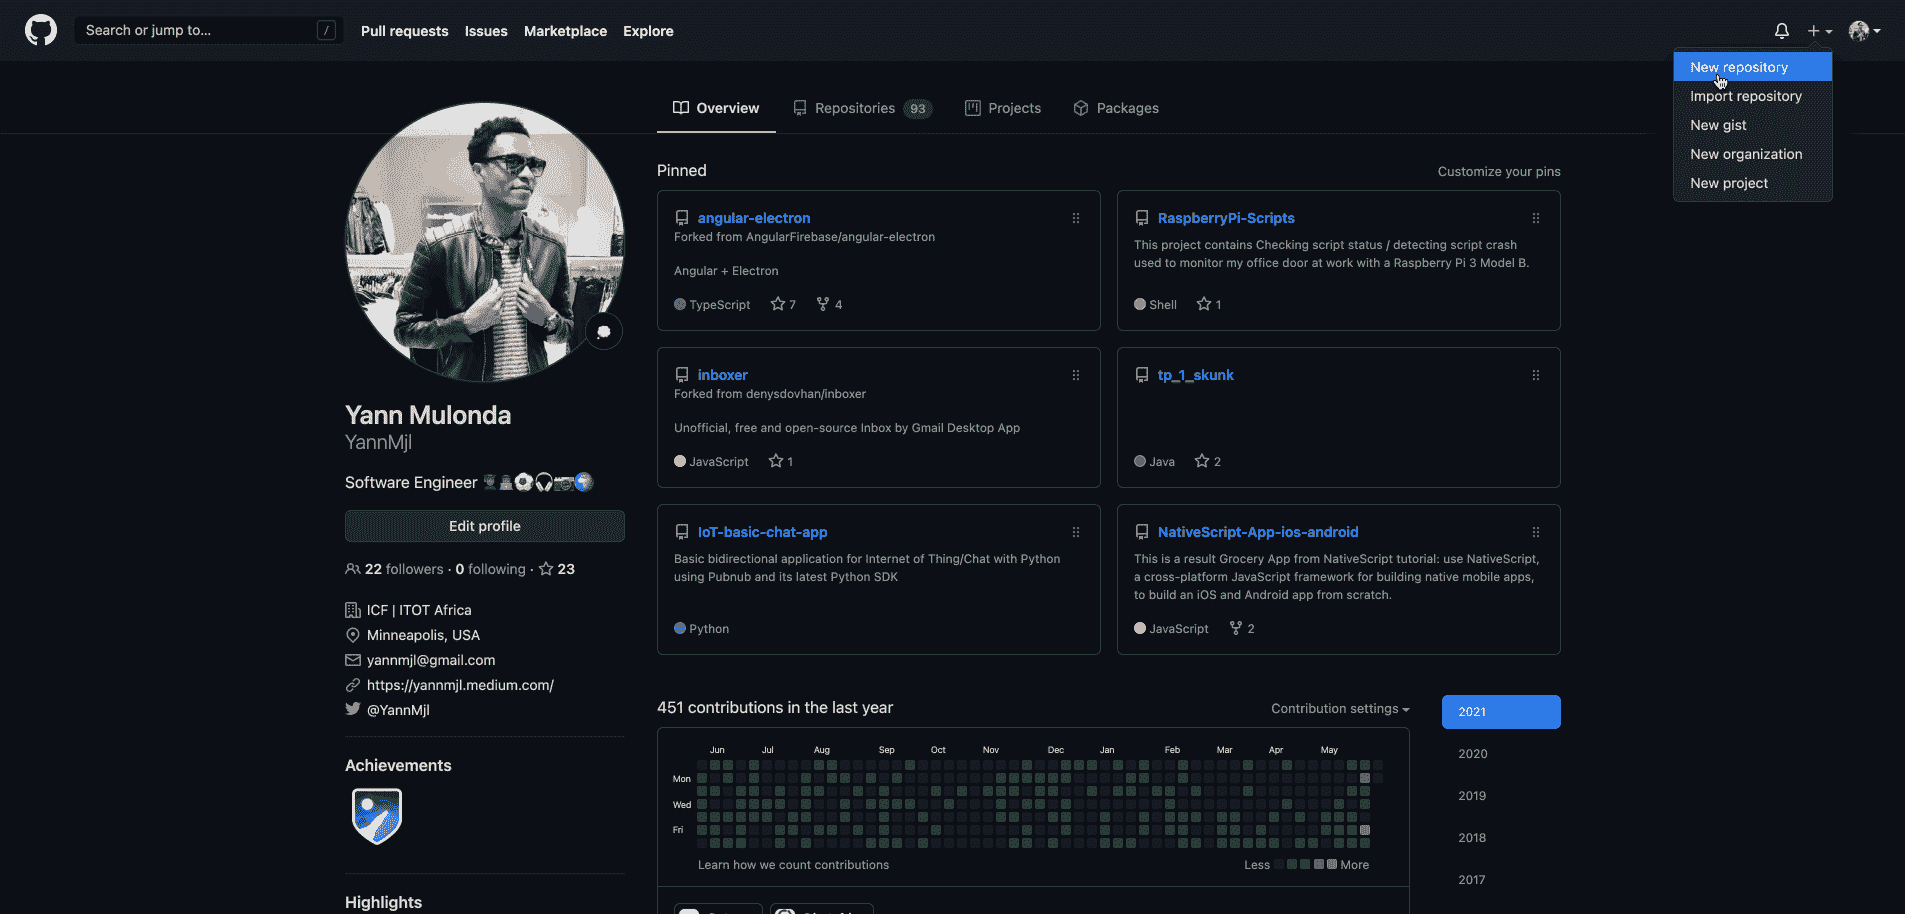 Search or jump to... /
Pull requests Issues Marketplace Explore
New repository
Import repository
New gist
New organization
New project
Overview Repositories 93 Projects Packages
Pinned Customize your pins
angular-electron
Forked from AngularFirebase/angular-electron
Angular + Electron
TypeScript 7 4
RaspberryPi-Scripts
This project contains Checking script status / detecting script crash
used to monitor my office door at work with a Raspberry Pi 3 Model B.
Shell 1
inboxer
Forked from denysdovhan/inboxer
Unofficial, free and open-source Inbox by Gmail Desktop App
JavaScript 1
tp_1_skunk
Java 2
IoT-basic-chat-app
Basic bidirectional application for Internet of Thing/Chat with Python
using Pubnub and its latest Python SDK
Python
NativeScript-App-ios-android
This is a result Grocery App from NativeScript tutorial: use NativeScript,
a cross-platform JavaScript framework for building native mobile apps,
to build an iOS and Android app from scratch.
JavaScript 2
Yann Mulonda
YannMjl
Software Engineer
Edit profile
22 followers · 0 following · 23
ICF | ITOT Africa
Minneapolis, USA
yannmjl@gmail.com
https://yannmjl.medium.com/
@YannMjl
Achievements
Highlights
451 contributions in the last year Contribution settings
Jun Jul Aug Sep Oct Nov Dec Jan Feb Mar Apr May
Mon
Wed
Fri
Learn how we count contributions Less More
2021
2020
2019
2018
2017